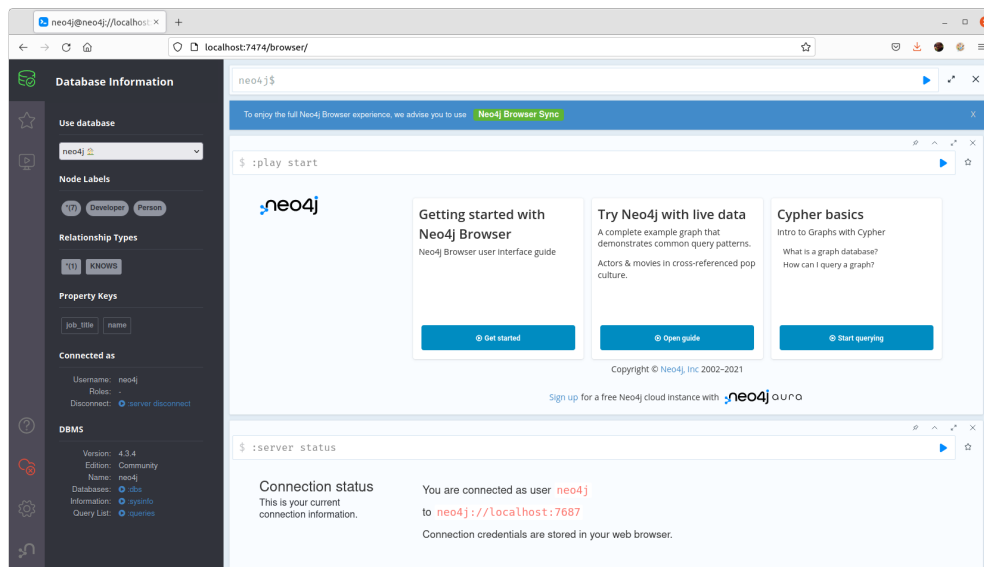 neo4j@neo4j://localhost
localhost:7474/browser/
Database Information
Use database
neo4j
Node Labels
*(7) Developer Person
Relationship Types
*(1) KNOWS
Property Keys
job_title name
Connected as
Username: neo4j
Roles: -
Disconnect: :server disconnect
DBMS
Version: 4.3.4
Edition: Community
Name: neo4j
Databases: :dbs
Information: :sysinfo
Query List: :queries
neo4j$
To enjoy the full Neo4j Browser experience, we advise you to use Neo4j Browser Sync X
$ :play start
neo4j
Getting started with
Neo4j Browser
Neo4j Browser user interface guide
Get started
Try Neo4j with live data
A complete example graph that
demonstrates common query patterns.
Actors & movies in cross-referenced pop
culture.
Open guide
Cypher basics
Intro to Graphs with Cypher
What is a graph database?
How can I query a graph?
Start querying
Copyright © Neo4j, Inc 2002–2021
Sign up for a free Neo4j cloud instance with neo4j aura
$ :server status
Connection status
This is your current
connection information.
You are connected as user neo4j
to neo4j://localhost:7687
Connection credentials are stored in your web browser.